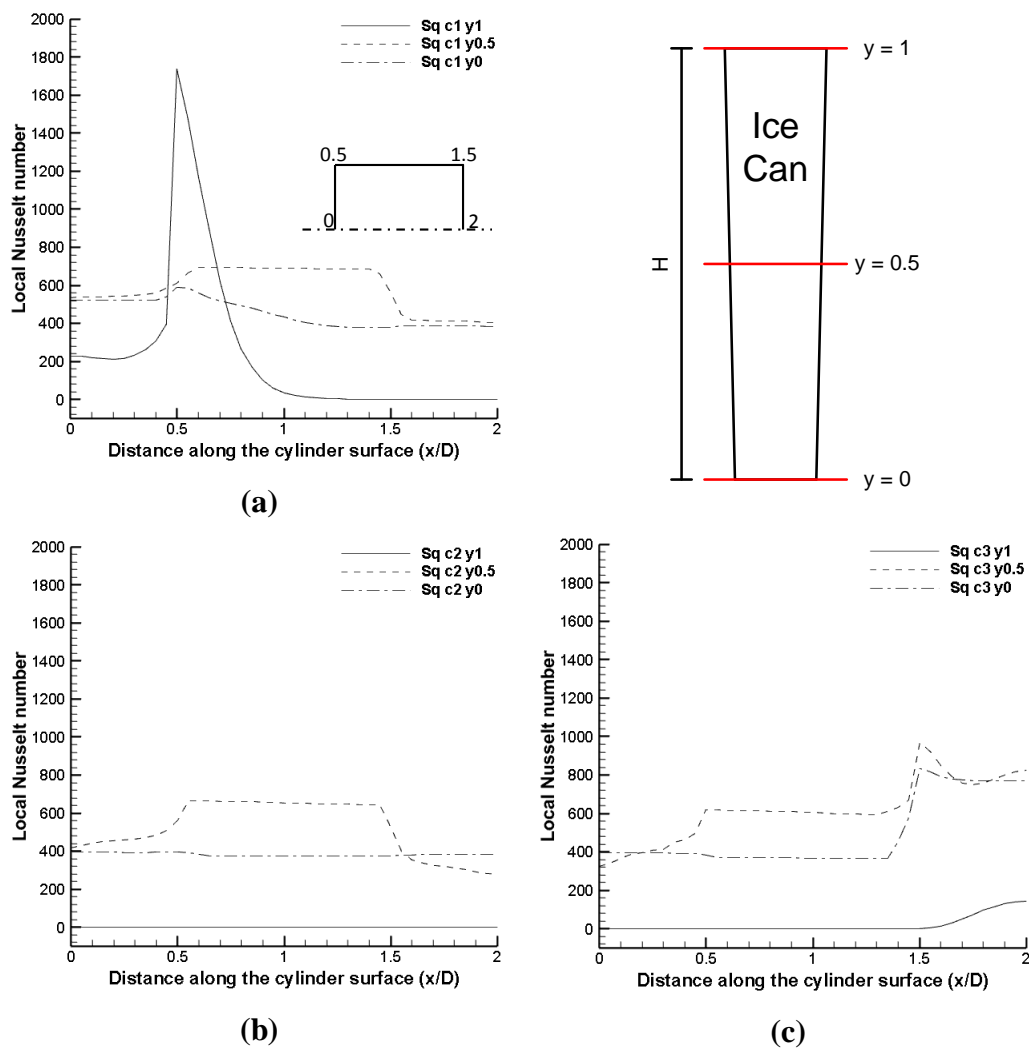 2000
1800
1600
1400
1200
1000
800
600
400
200
0
Local Nusselt number
Sq c1 y1
Sq c1 y0.5
Sq c1 y0
0.5 1.5
0 2
0 0.5 1 1.5 2
Distance along the cylinder surface (x/D)
(a)
y = 1
Ice
Can
H
y = 0.5
y = 0
2000
1800
1600
1400
1200
1000
800
600
400
200
0
Local Nusselt number
Sq c2 y1
Sq c2 y0.5
Sq c2 y0
0 0.5 1 1.5 2
Distance along the cylinder surface (x/D)
(b)
2000
1800
1600
1400
1200
1000
800
600
400
200
0
Local Nusselt number
Sq c3 y1
Sq c3 y0.5
Sq c3 y0
0 0.5 1 1.5 2
Distance along the cylinder surface (x/D)
(c)